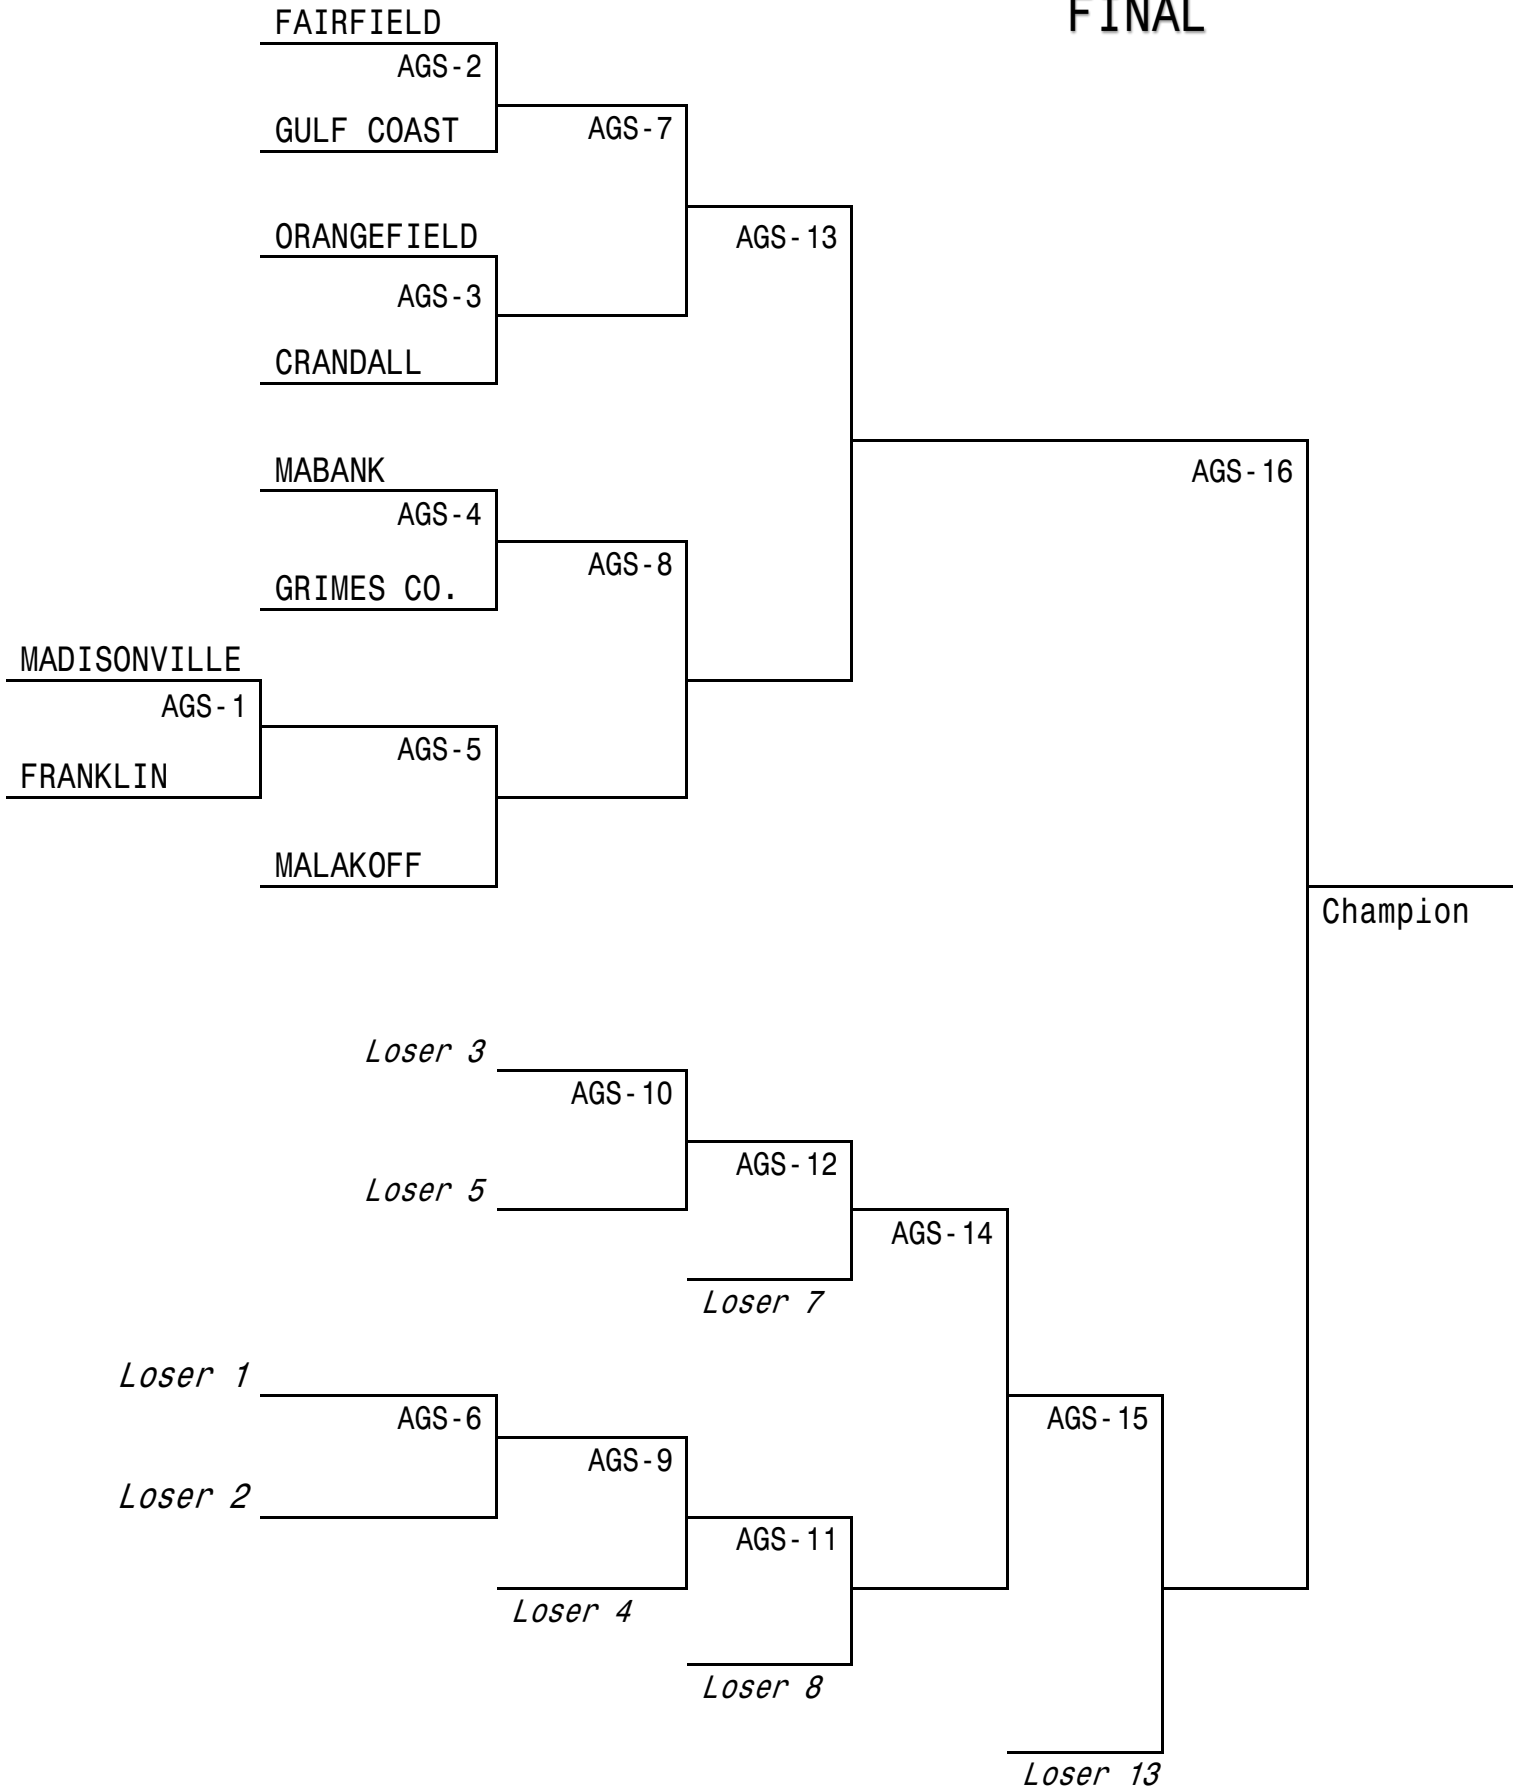 FINAL
FAIRFIELD
AGS-2
GULF COAST
AGS-7
ORANGEFIELD
AGS-13
AGS-3
CRANDALL
MABANK
AGS-16
AGS-4
AGS-8
GRIMES CO.
MADISONVILLE
AGS-1
AGS-5
FRANKLIN
MALAKOFF
Champion
Loser 3
AGS-10
AGS-12
Loser 5
AGS-14
Loser 7
Loser 1
AGS-6
AGS-15
AGS-9
Loser 2
AGS-11
Loser 4
Loser 8
Loser 13